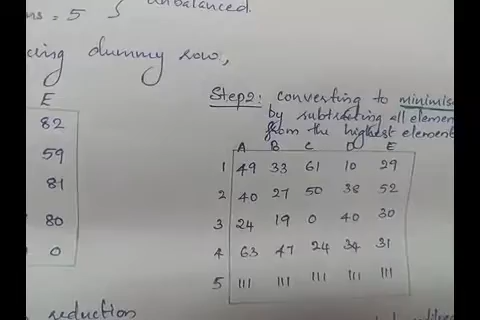 = 5 } unbalanced.
cing dummy row,
E
82
59
81
80
0
Step2: converting to minimis
by subtracting all elemen
from the highest element
A B C D E
1 49 33 61 10 29
2 40 27 50 38 52
3 24 19 0 40 30
4 63 47 24 34 31
5 111 111 111 111 111
reduction